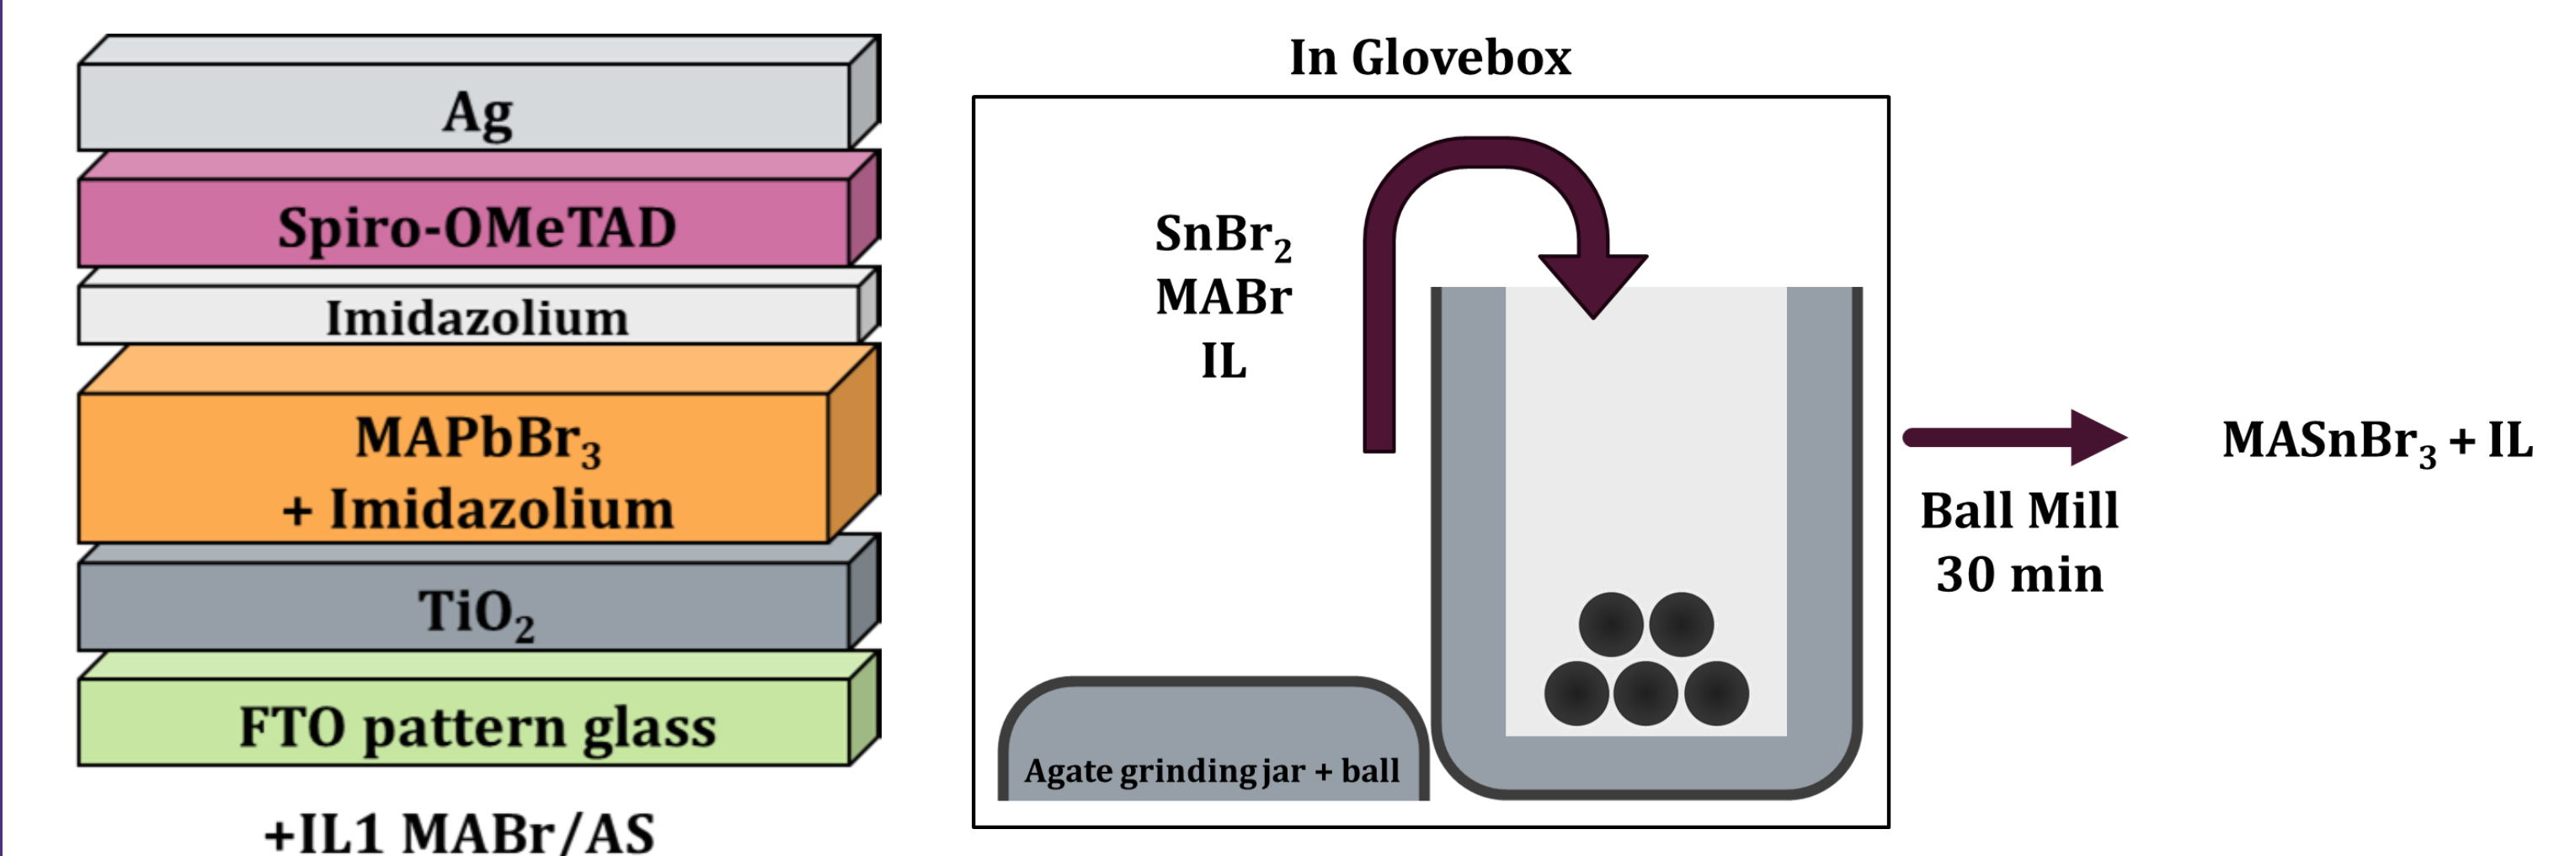 Ag
Spiro-OMeTAD
Imidazolium
MAPbBr₃
+ Imidazolium
TiO₂
FTO pattern glass
+IL1 MABr/AS
In Glovebox
SnBr₂
MABr
IL
Agate grinding jar + ball
Ball Mill
30 min
MASnBr₃ + IL